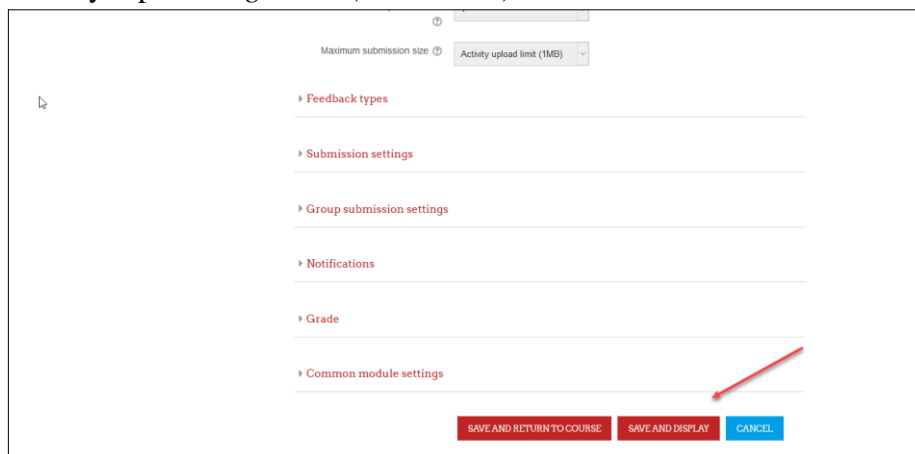 Maximum submission size
Activity upload limit (1MB)
Feedback types
Submission settings
Group submission settings
Notifications
Grade
Common module settings
SAVE AND RETURN TO COURSE SAVE AND DISPLAY CANCEL